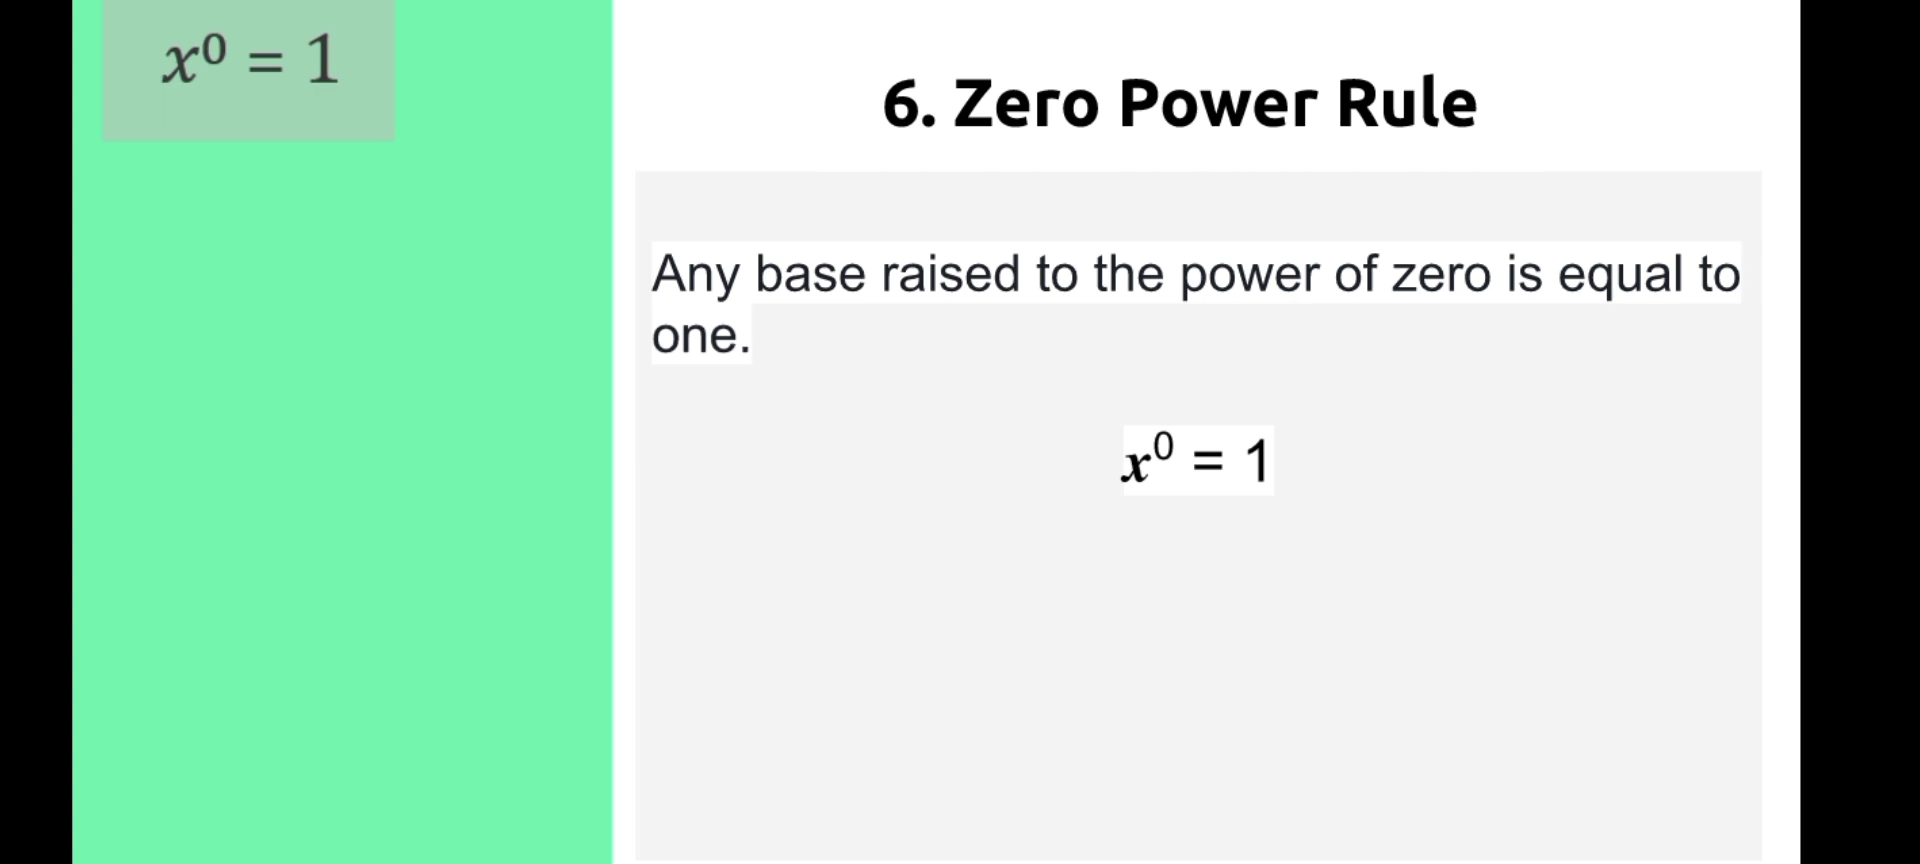 x⁰ = 1
6. Zero Power Rule
Any base raised to the power of zero is equal to
one.
x⁰ = 1